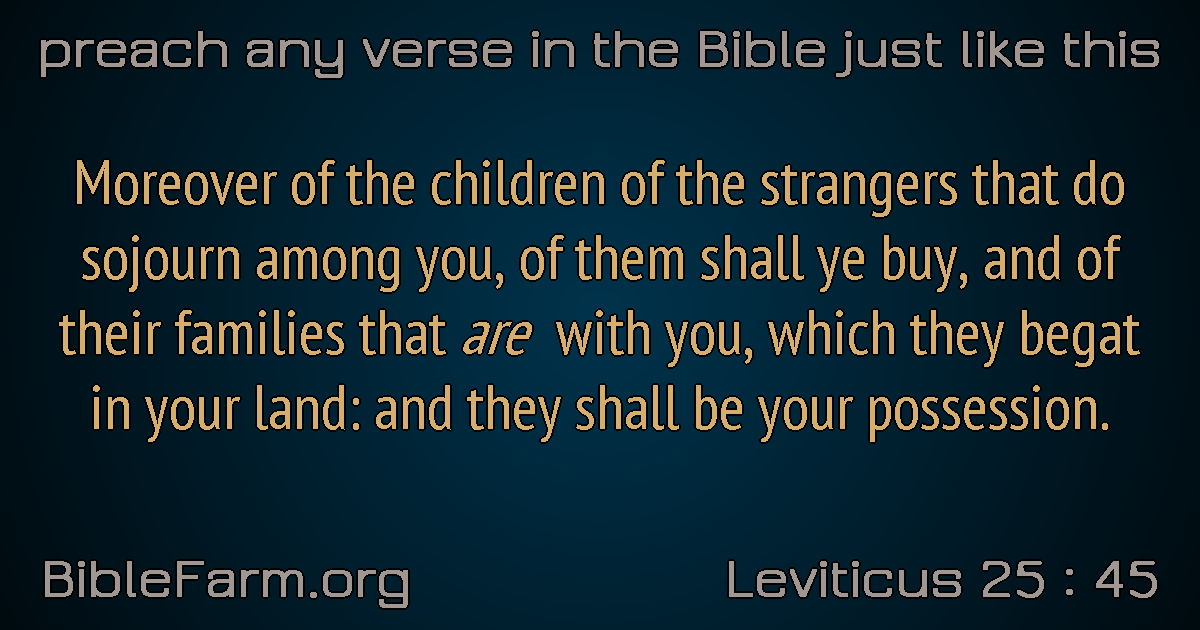 preach any verse in the Bible just like this
Moreover of the children of the strangers that do
sojourn among you, of them shall ye buy, and of
their families that are with you, which they begat
in your land: and they shall be your possession.
BibleFarm.org
Leviticus 25 : 45